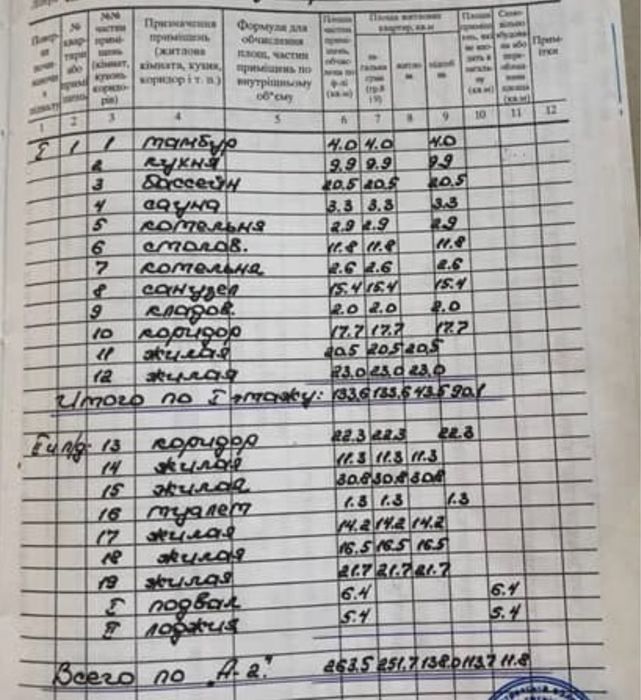 №№ частин приміщень (кімнат, кухонь, коридорів)
Призначення приміщень (житлова кімната, кухня, коридор і т. п.)
Формула для обчислення площ, частин приміщень по внутрішньому об'єму
Площа житлових квартир, кв.м
Примітки
1 2 3 4 5 6 7 8 9 10 11 12
I 1 1 тамбур 4.0 4.0 4.0
2 кухня 9.9 9.9 9.9
3 бассейн 20.5 20.5 20.5
4 сауна 3.3 3.3 3.3
5 котельня 2.9 2.9 2.9
6 столов. 11.8 11.8 11.8
7 котельна 2.6 2.6 2.6
8 санузел 15.4 15.4 15.4
9 кладов. 2.0 2.0 2.0
10 коридор 17.7 17.7 17.7
11 жилая 20.5 20.5 20.5
12 жилая 23.0 23.0 23.0
Итого по I этажу: 133.6 133.6 43.5 90.1
13 коридор 22.3 22.3 22.3
14 жилая 11.3 11.3 11.3
15 жилая 30.8 30.8 30.8
16 туалет 1.3 1.3 1.3
17 жилая 14.2 14.2 14.2
18 жилая 16.5 16.5 16.5
19 жилая 21.7 21.7 21.7
I подвал 6.4 6.4
II лоджия 5.4 5.4
Всего по „А-2" 263.5 251.7 138.0 113.7 11.8